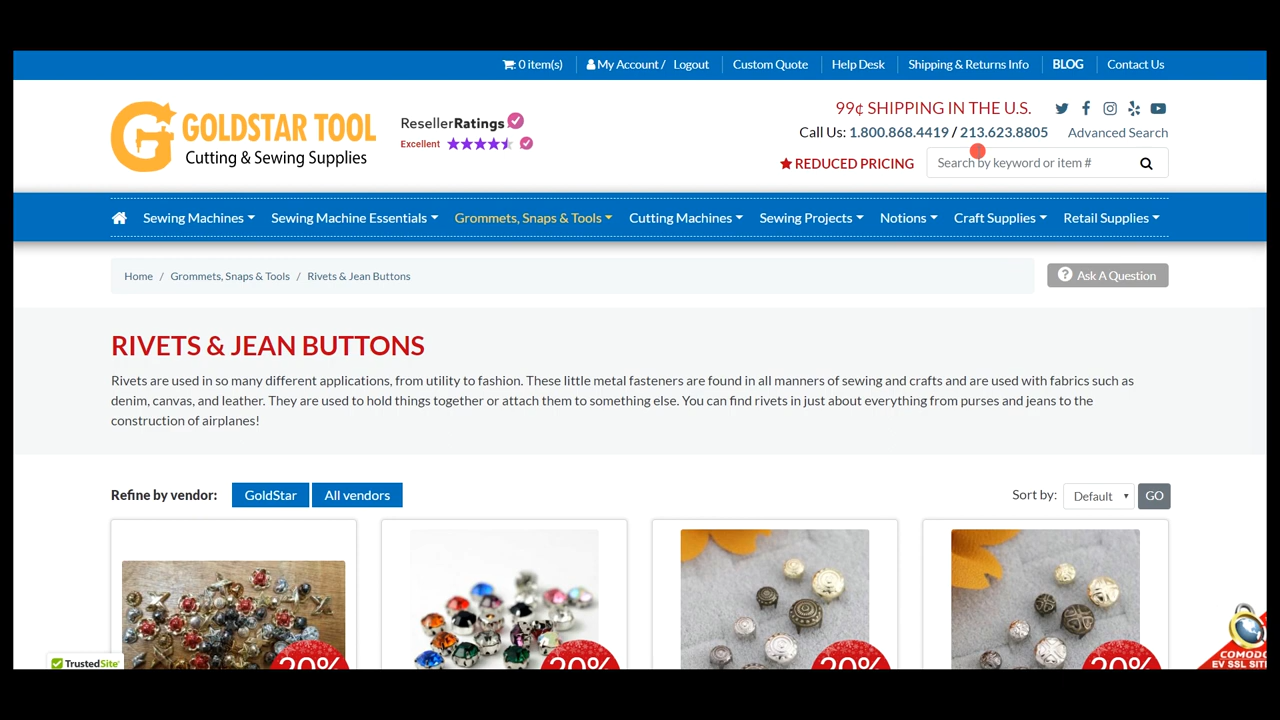 0 item(s)
My Account / Logout
Custom Quote
Help Desk
Shipping & Returns Info
BLOG
Contact Us
GOLDSTAR TOOL
Cutting & Sewing Supplies
ResellerRatings
Excellent
99¢ SHIPPING IN THE U.S.
Call Us: 1.800.868.4419 / 213.623.8805
Advanced Search
REDUCED PRICING
Search by keyword or item #
Sewing Machines
Sewing Machine Essentials
Grommets, Snaps & Tools
Cutting Machines
Sewing Projects
Notions
Craft Supplies
Retail Supplies
Home / Grommets, Snaps & Tools / Rivets & Jean Buttons
Ask A Question
RIVETS & JEAN BUTTONS
Rivets are used in so many different applications, from utility to fashion. These little metal fasteners are found in all manners of sewing and crafts and are used with fabrics such as
denim, canvas, and leather. They are used to hold things together or attach them to something else. You can find rivets in just about everything from purses and jeans to the
construction of airplanes!
Refine by vendor:
GoldStar
All vendors
Sort by:
Default
GO
20%
20%
20%
20%
TrustedSite
COMODO
EV SSL SITE